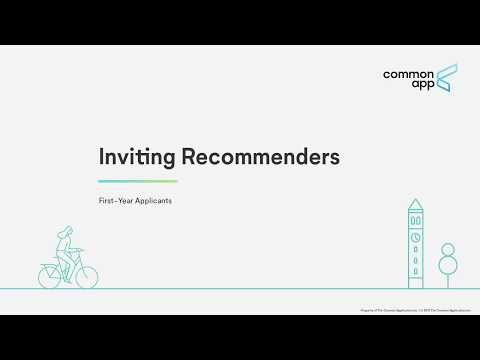 common
app
Inviting Recommenders
First-Year Applicants